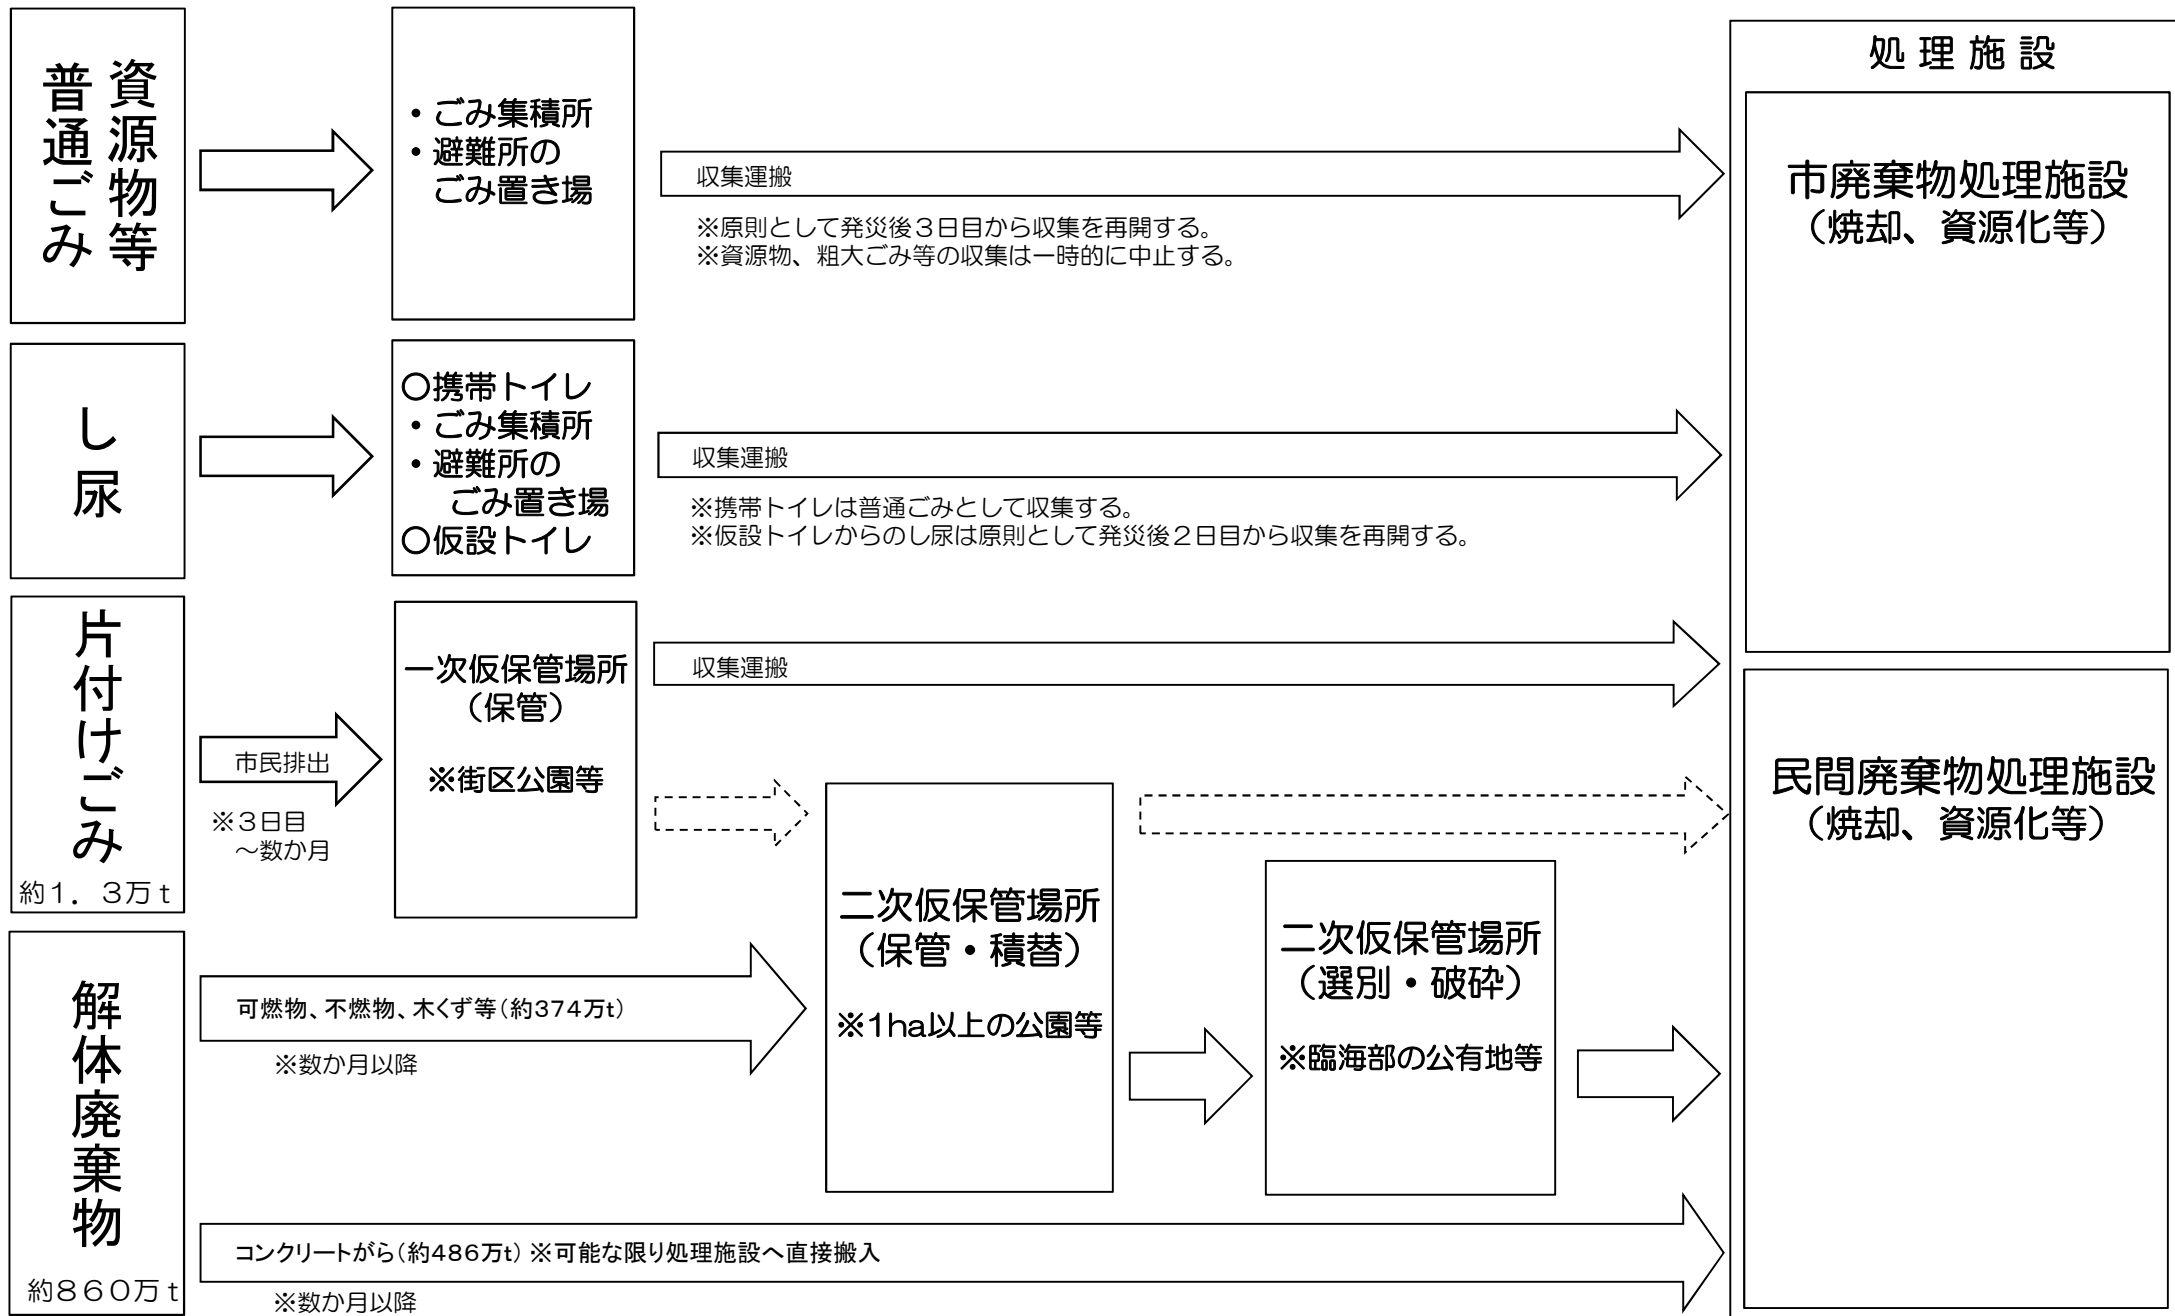 資源物等
普通ごみ
・ごみ集積所
・避難所の
ごみ置き場
収集運搬
※原則として発災後３日目から収集を再開する。
※資源物、粗大ごみ等の収集は一時的に中止する。
処理施設
市廃棄物処理施設
（焼却、資源化等）
し尿
○携帯トイレ
・ごみ集積所
・避難所の
ごみ置き場
○仮設トイレ
収集運搬
※携帯トイレは普通ごみとして収集する。
※仮設トイレからのし尿は原則として発災後２日目から収集を再開する。
片付けごみ
約１．３万ｔ
市民排出
※３日目
～数か月
一次仮保管場所
（保管）
※街区公園等
収集運搬
民間廃棄物処理施設
（焼却、資源化等）
解体廃棄物
約８６０万ｔ
可燃物、不燃物、木くず等（約374万t）
※数か月以降
二次仮保管場所
（保管・積替）
※1ha以上の公園等
二次仮保管場所
（選別・破砕）
※臨海部の公有地等
コンクリートがら（約486万t）※可能な限り処理施設へ直接搬入
※数か月以降